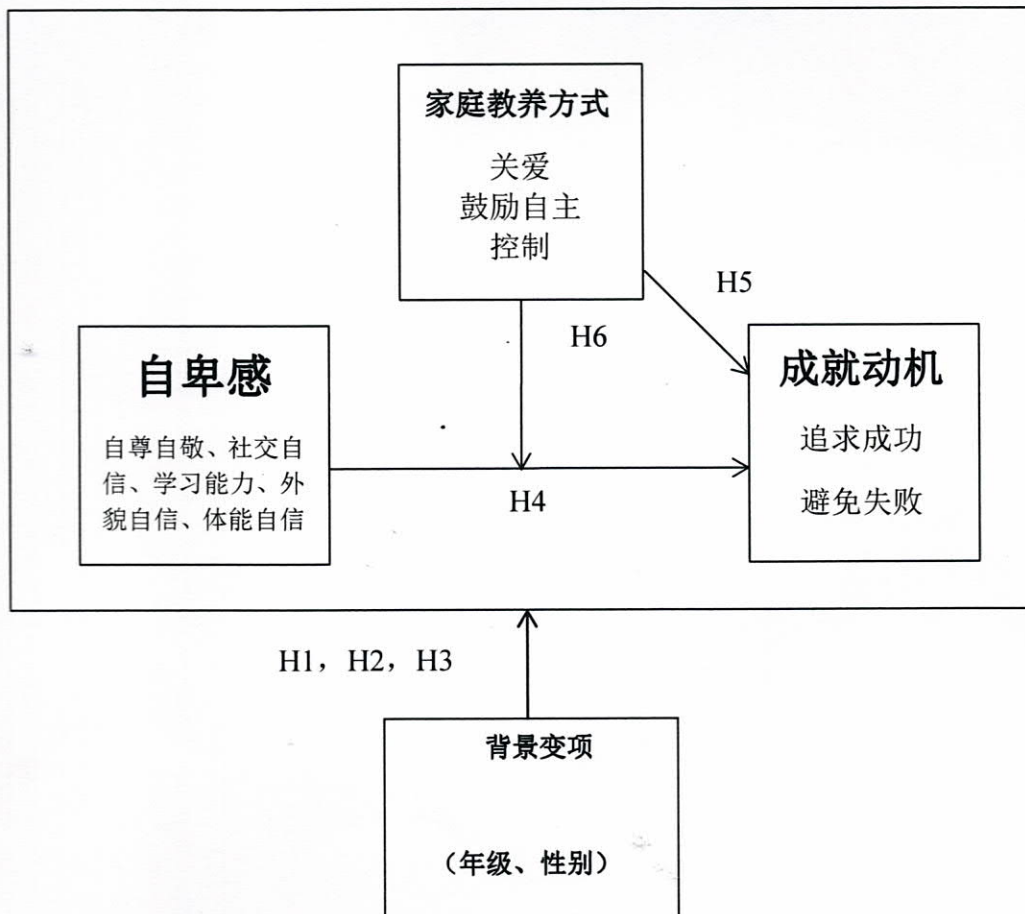 家庭教养方式
关爱
鼓励自主
控制
H5
H6
自卑感
自尊自敬、社交自
信、学习能力、外
貌自信、体能自信
成就动机
追求成功
避免失败
H4
H1，H2，H3
背景变项
（年级、性别）